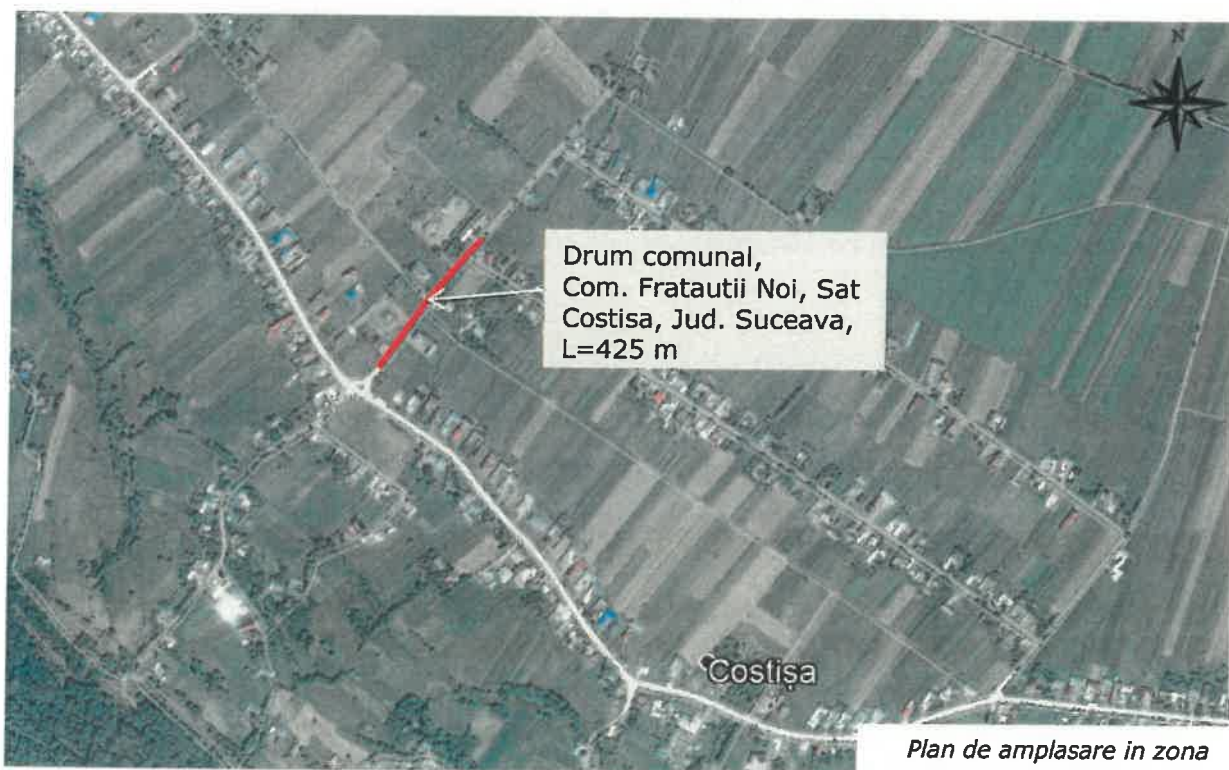 N
Drum comunal,
Com. Fratautii Noi, Sat
Costisa, Jud. Suceava,
L=425 m
Costișa
Plan de amplasare in zona